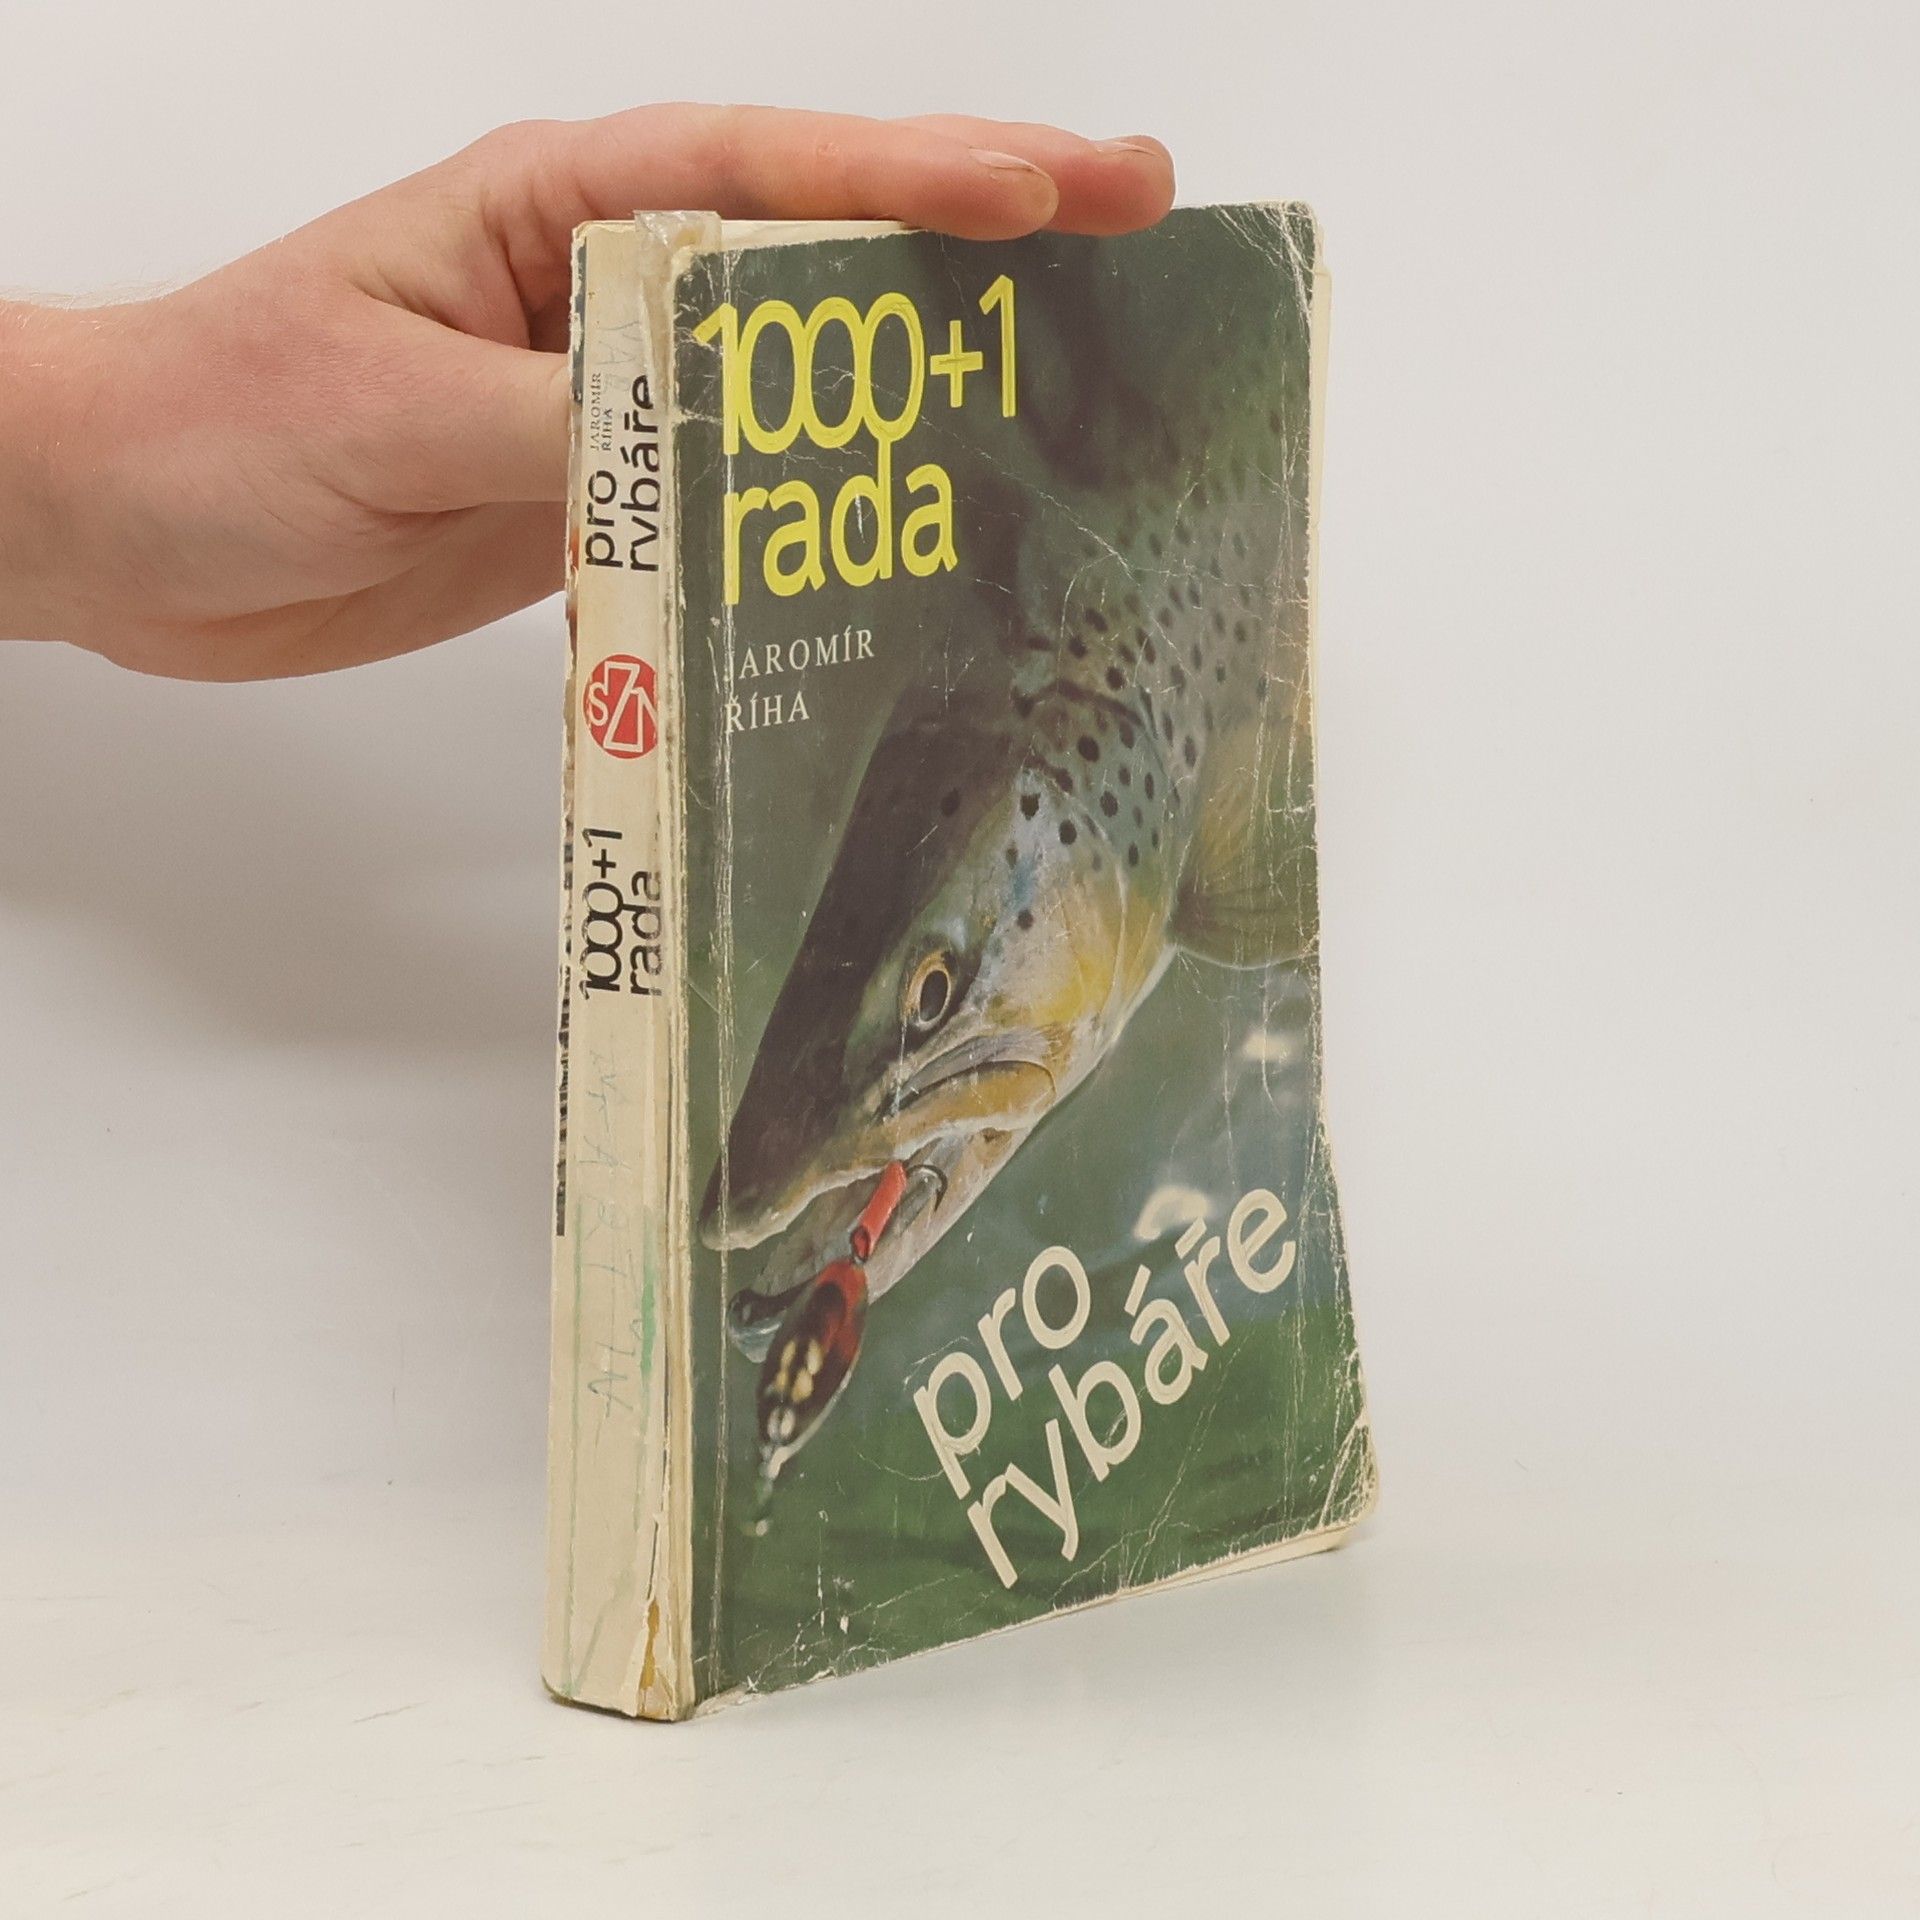 1000+1
rada
JAROMÍR
ŘÍHA
pro
rybáře
JAROMÍR
ŘÍHA
pro
rybáře
SZN
1000+1
rada